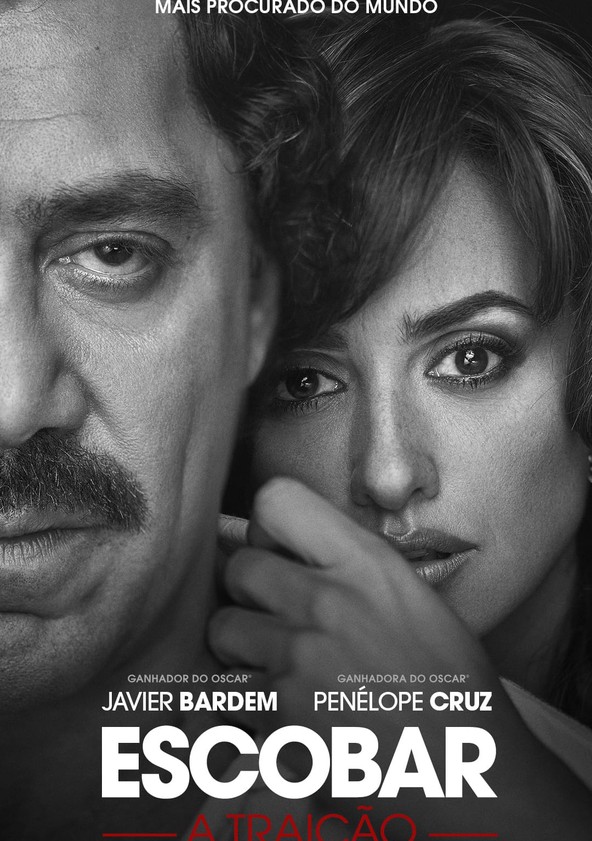 MAIS PROCURADO DO MUNDO
GANHADOR DO OSCAR® GANHADORA DO OSCAR®
JAVIER BARDEM PENÉLOPE CRUZ
ESCOBAR
A TRAIÇÃO